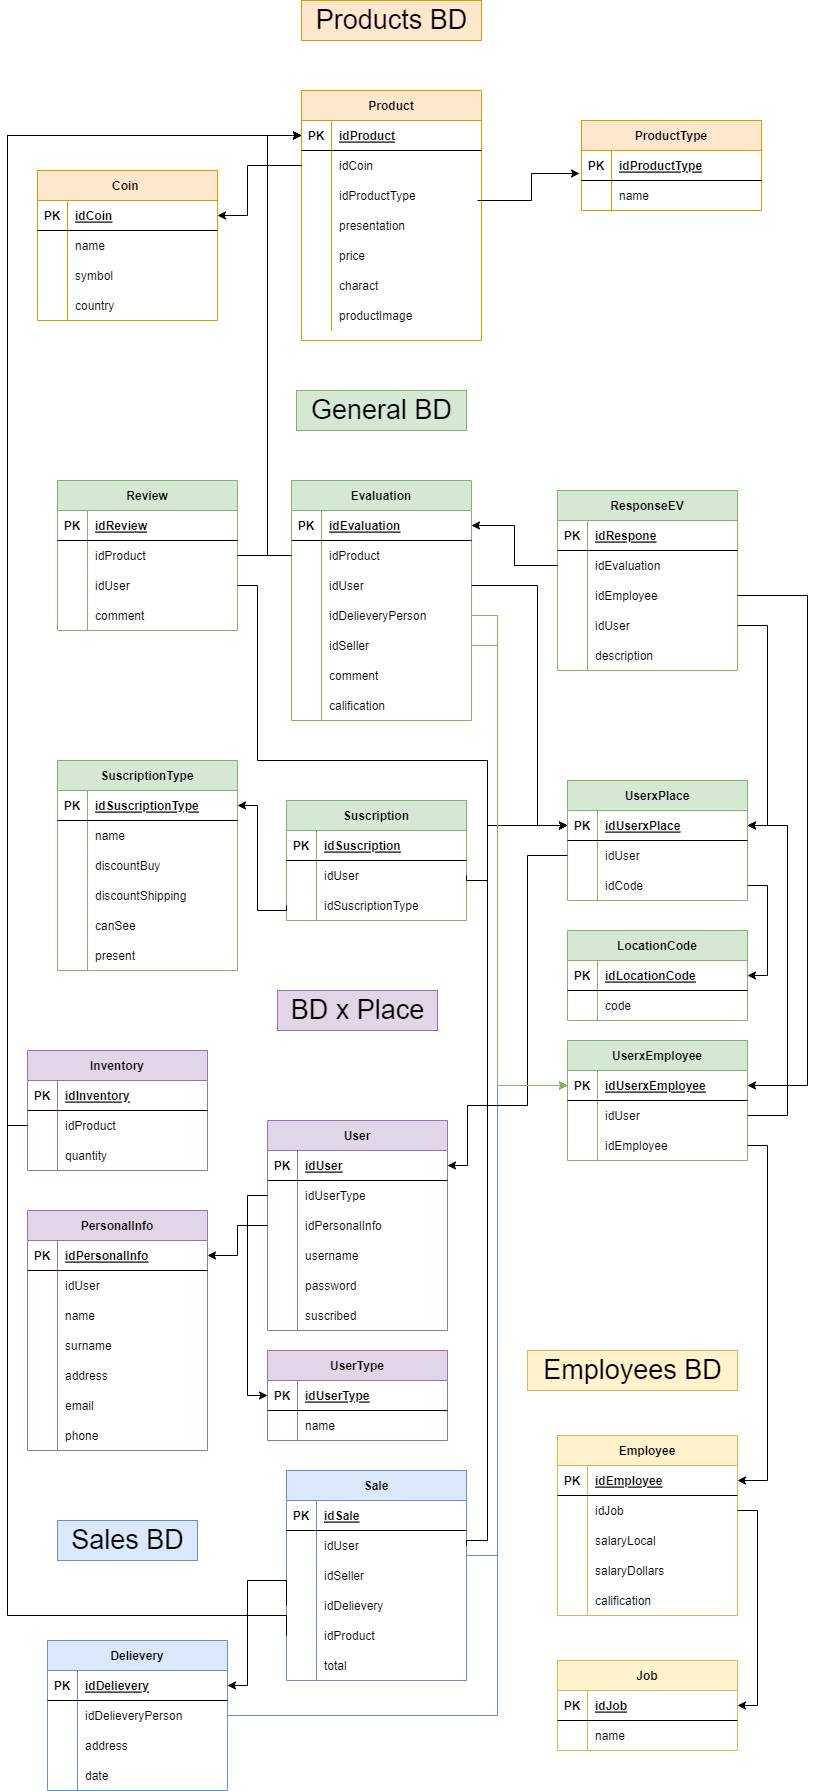 Products BD
Product
PK idProduct
idCoin
idProductType
presentation
price
charact
productImage
ProductType
PK idProductType
name
Coin
PK idCoin
name
symbol
country
General BD
Review
PK idReview
idProduct
idUser
comment
Evaluation
PK idEvaluation
idProduct
idUser
idDelieveryPerson
idSeller
comment
calification
ResponseEV
PK idRespone
idEvaluation
idEmployee
idUser
description
SuscriptionType
PK idSuscriptionType
name
discountBuy
discountShipping
canSee
present
Suscription
PK idSuscription
idUser
idSuscriptionType
UserxPlace
PK idUserxPlace
idUser
idCode
LocationCode
PK idLocationCode
code
UserxEmployee
PK idUserxEmployee
idUser
idEmployee
BD x Place
Inventory
PK idInventory
idProduct
quantity
User
PK idUser
idUserType
idPersonalInfo
username
password
suscribed
PersonalInfo
PK idPersonalInfo
idUser
name
surname
address
email
phone
UserType
PK idUserType
name
Employees BD
Employee
PK idEmployee
idJob
salaryLocal
salaryDollars
calification
Job
PK idJob
name
Sales BD
Sale
PK idSale
idUser
idSeller
idDelievery
idProduct
total
Delievery
PK idDelievery
idDelieveryPerson
address
date